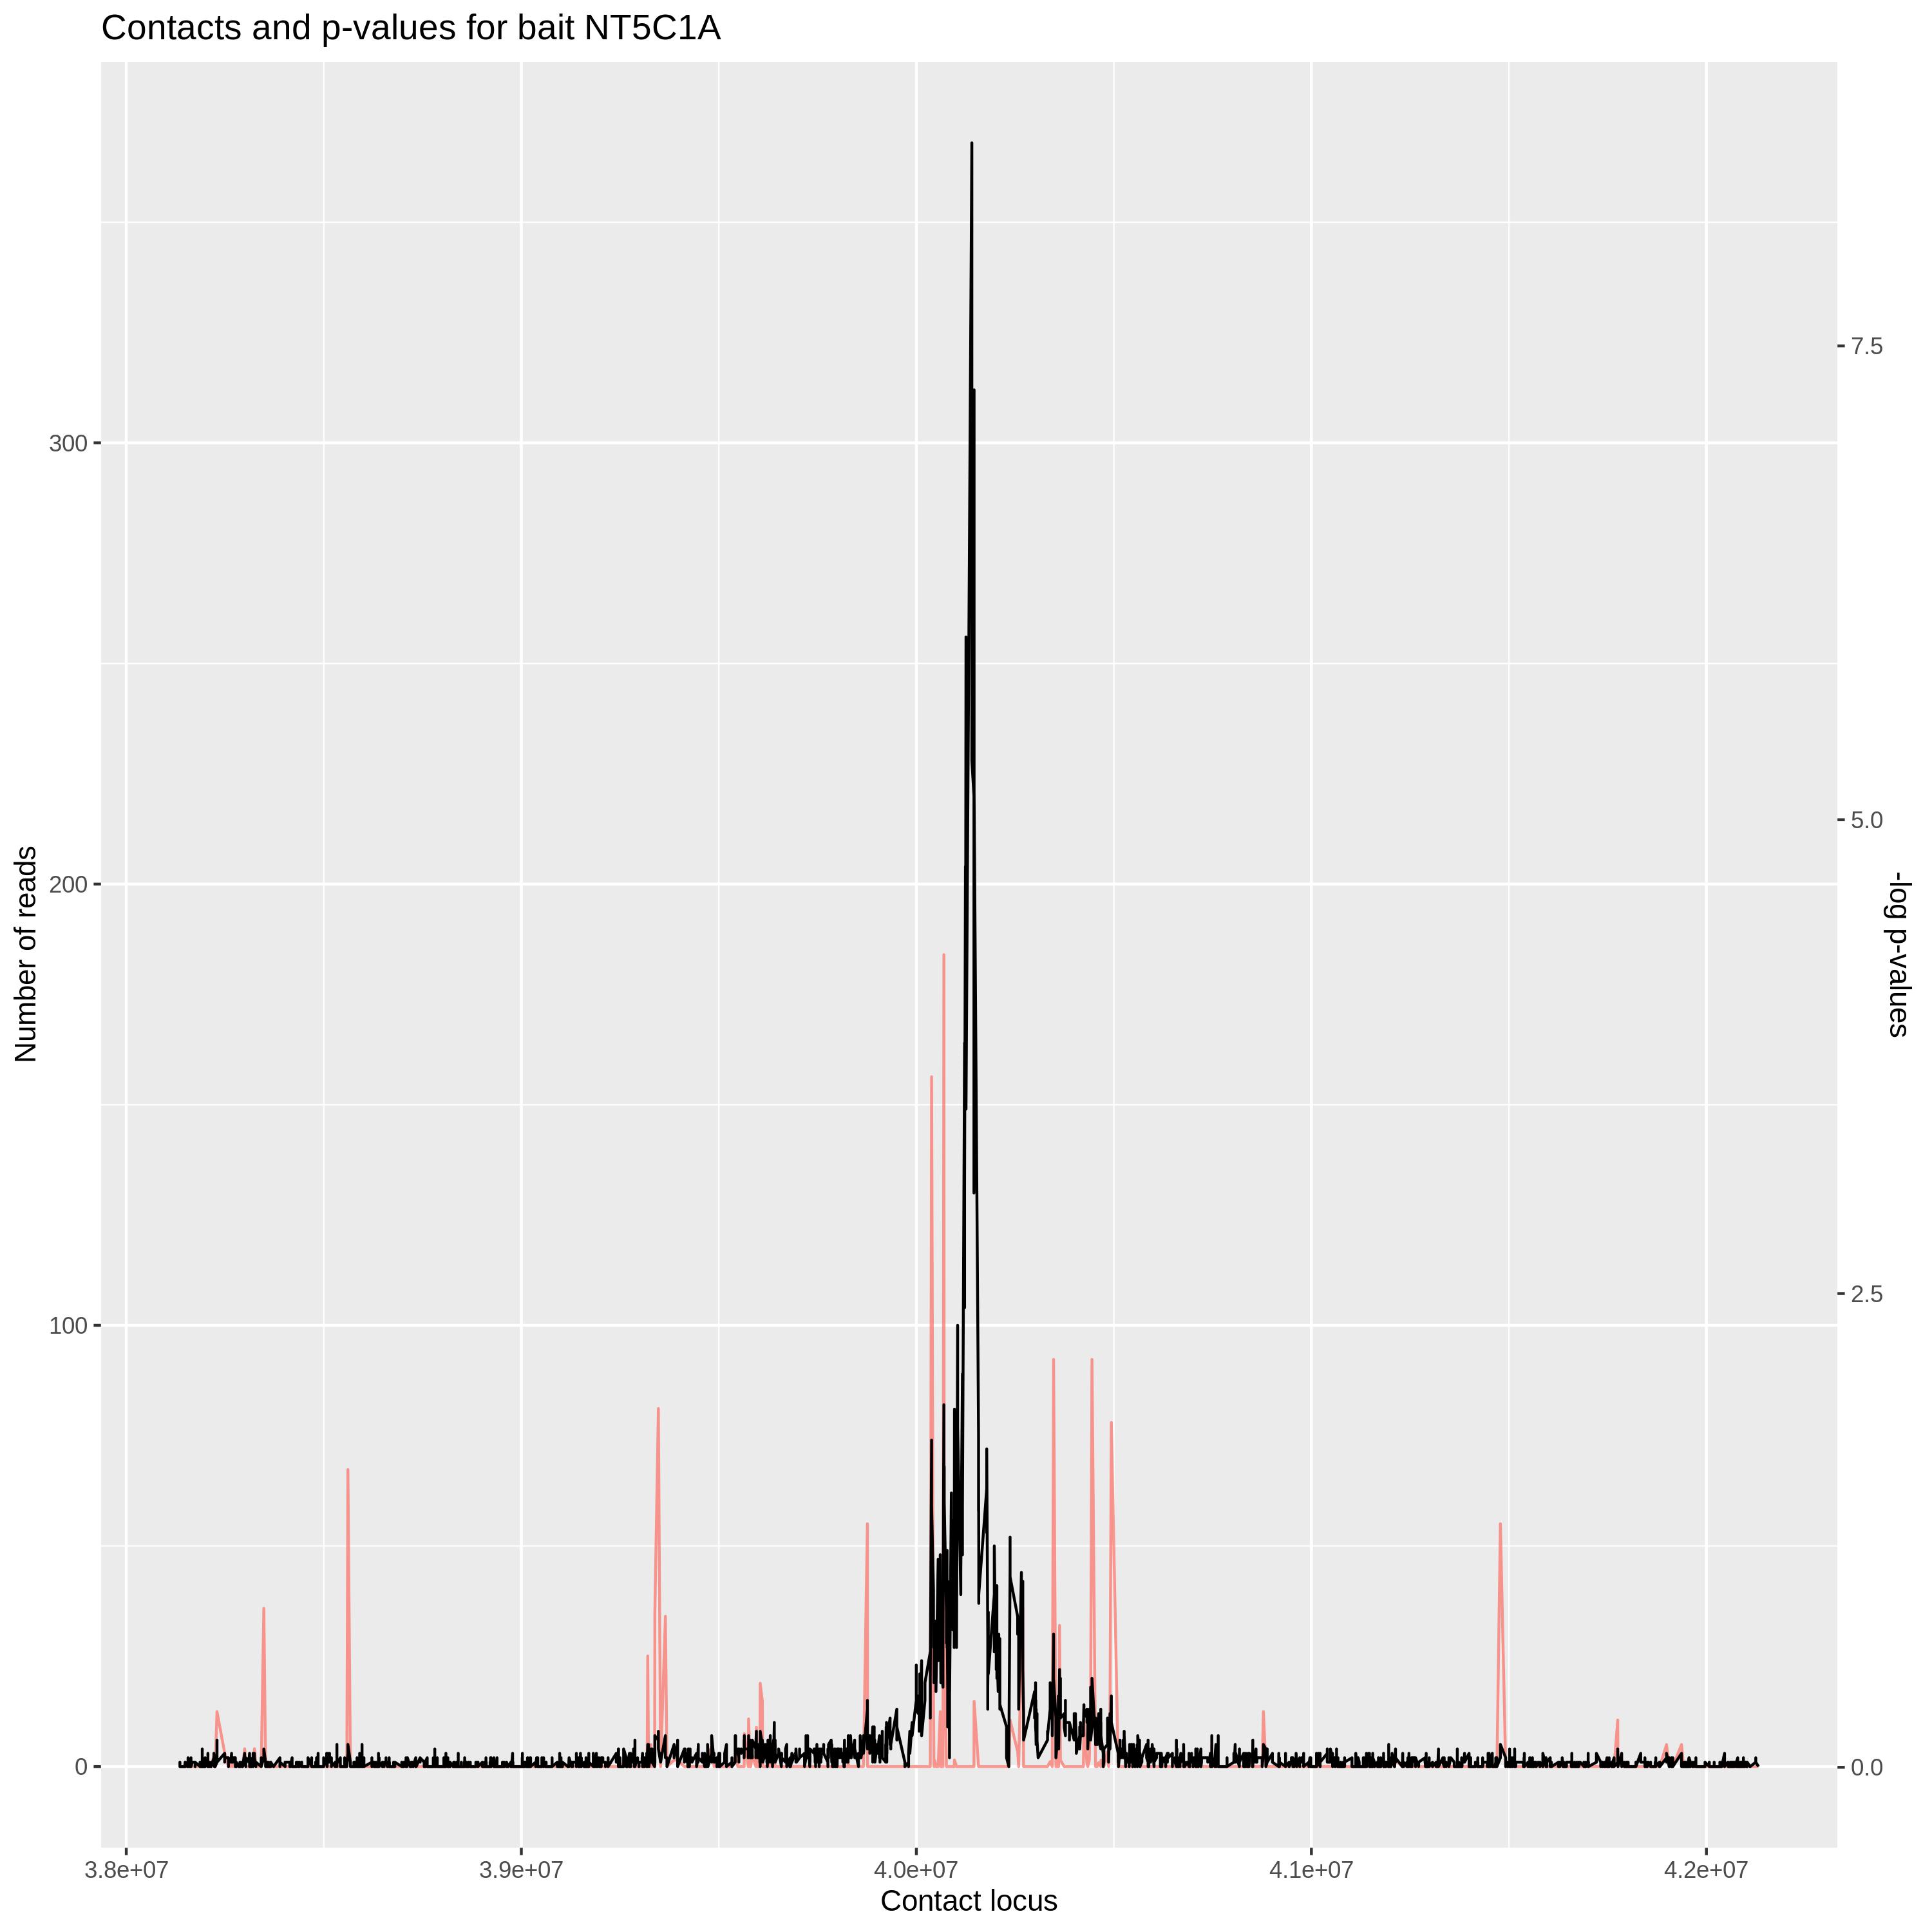 Contacts and p-values for bait NT5C1A
Number of reads
300
200
100
0
7.5
5.0
2.5
0.0
-log p-values
3.8e+07 3.9e+07 4.0e+07 4.1e+07 4.2e+07
Contact locus